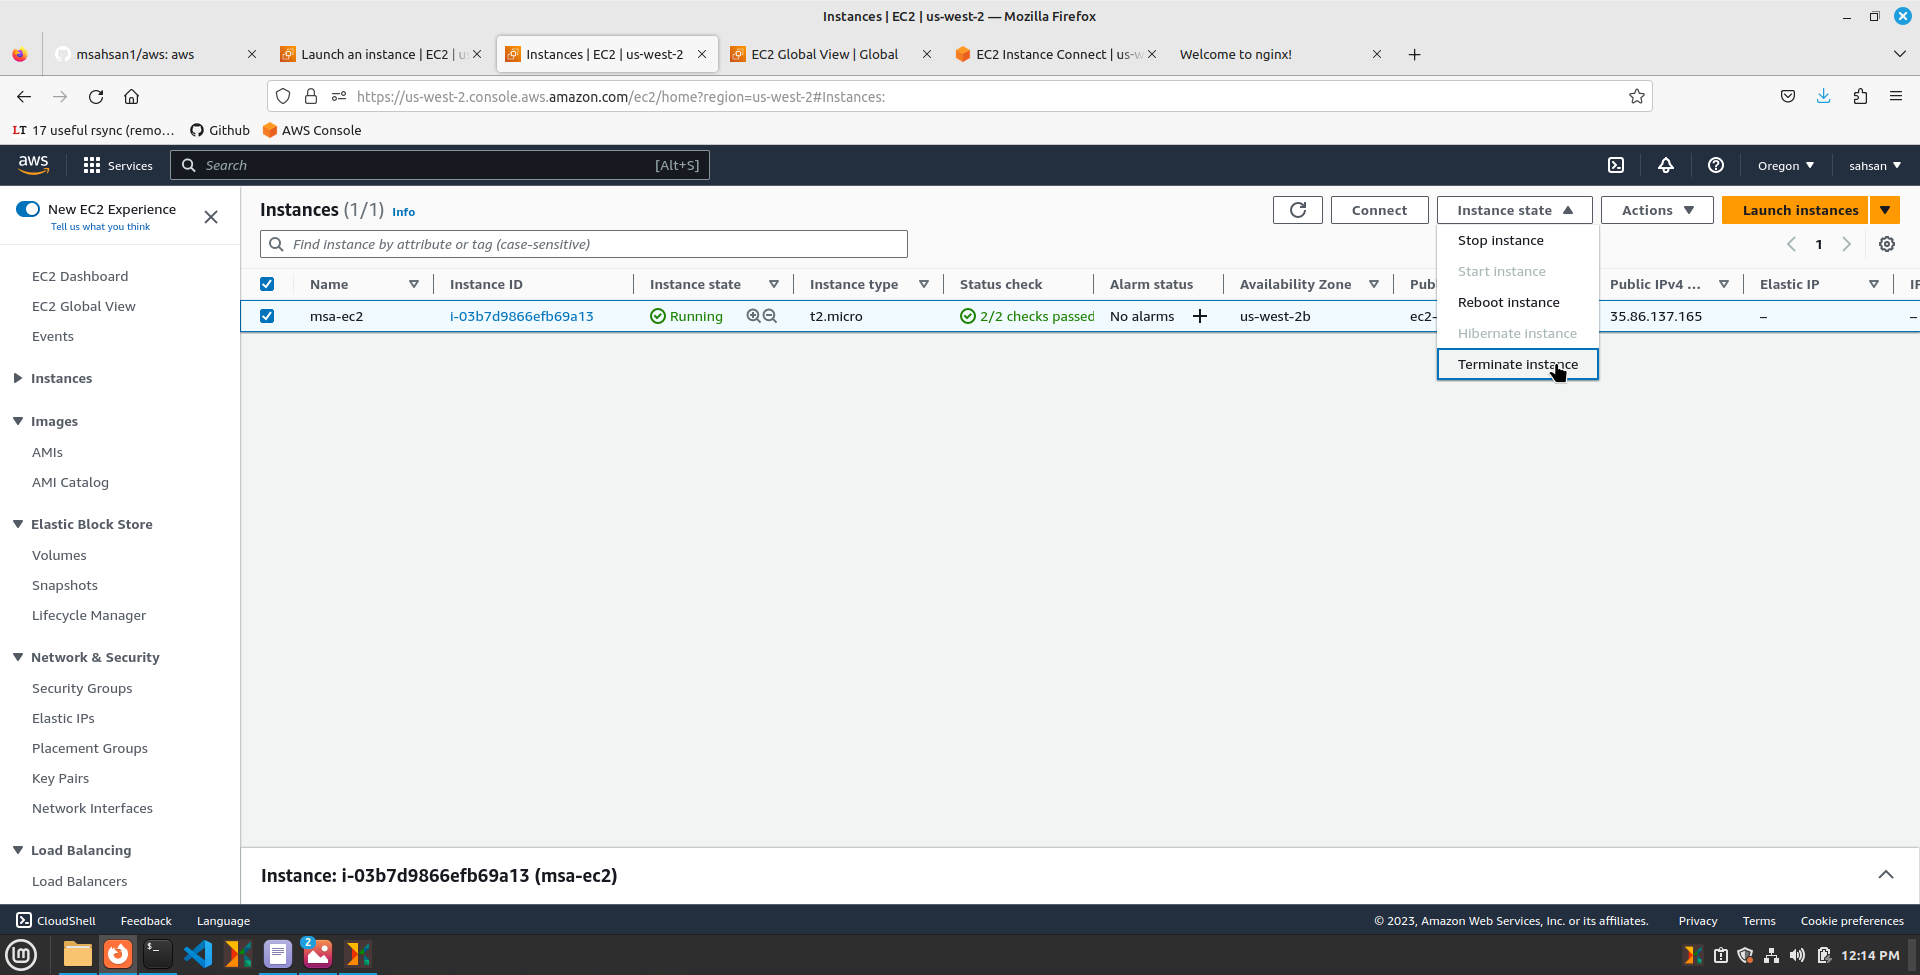 Instances | EC2 | us-west-2 — Mozilla Firefox
msahsan1/aws: aws
Launch an instance | EC2 | u
Instances | EC2 | us-west-2
EC2 Global View | Global
EC2 Instance Connect | us-w
Welcome to nginx!
https://us-west-2.console.aws.amazon.com/ec2/home?region=us-west-2#Instances:
LT 17 useful rsync (remo…
Github
AWS Console
aws
Services
Search
[Alt+S]
Oregon
sahsan
New EC2 Experience
Tell us what you think
EC2 Dashboard
EC2 Global View
Events
Instances
Images
AMIs
AMI Catalog
Elastic Block Store
Volumes
Snapshots
Lifecycle Manager
Network & Security
Security Groups
Elastic IPs
Placement Groups
Key Pairs
Network Interfaces
Load Balancing
Load Balancers
Instances (1/1) Info
Connect
Instance state
Actions
Launch instances
Find instance by attribute or tag (case-sensitive)
1
Stop instance
Start instance
Reboot instance
Hibernate instance
Terminate instance
Name Instance ID Instance state Instance type Status check Alarm status Availability Zone Pub Public IPv4 ... Elastic IP IP
msa-ec2 i-03b7d9866efb69a13 Running t2.micro 2/2 checks passed No alarms us-west-2b ec2- 35.86.137.165 – –
Instance: i-03b7d9866efb69a13 (msa-ec2)
CloudShell Feedback Language
© 2023, Amazon Web Services, Inc. or its affiliates. Privacy Terms Cookie preferences
2
12:14 PM